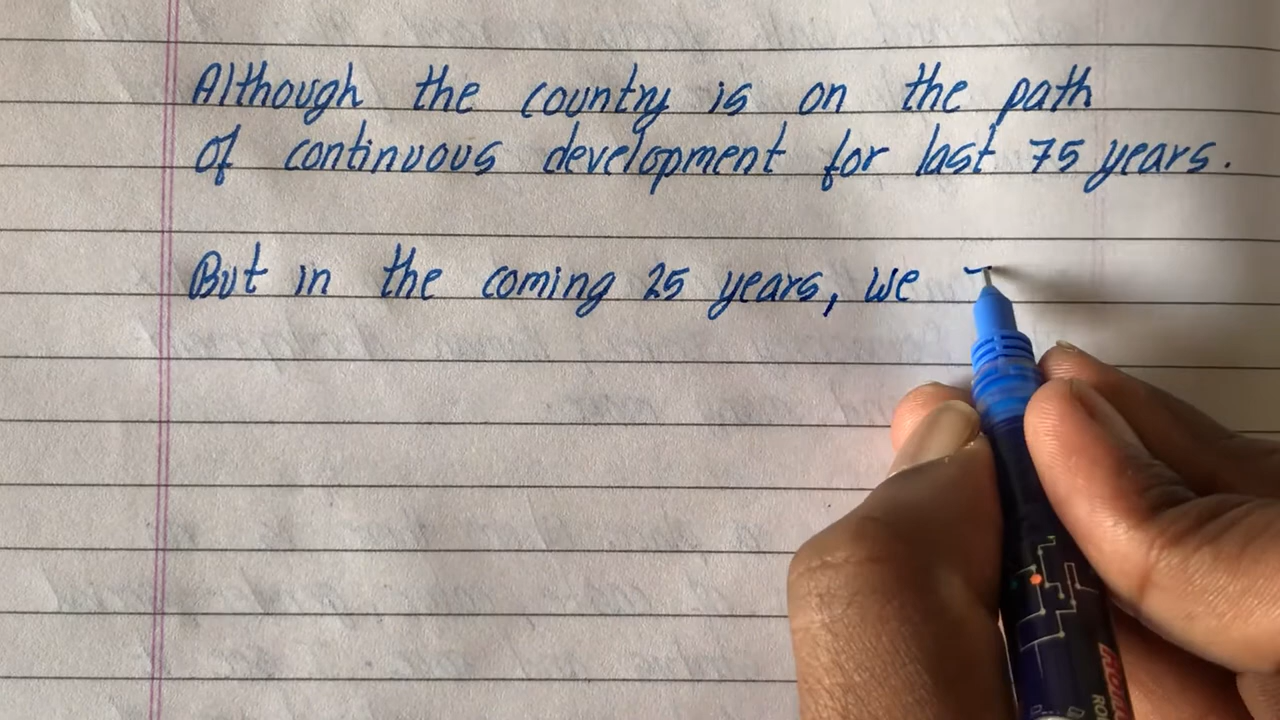 Although the country is on the path
of continuous development for last 75 years.
But in the coming 25 years, we